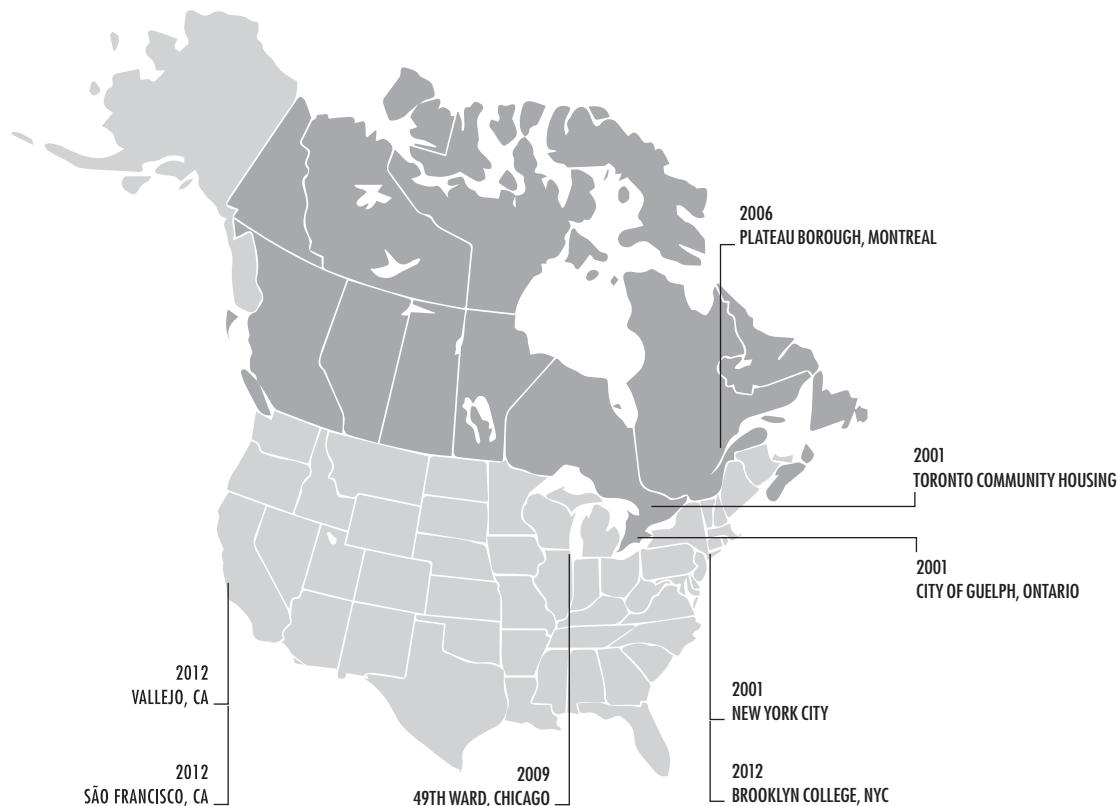 2006
PLATEAU BOROUGH, MONTREAL
2001
TORONTO COMMUNITY HOUSING
2001
CITY OF GUELPH, ONTARIO
2012
VALLEJO, CA
2001
NEW YORK CITY
2012
SÃO FRANCISCO, CA
2009
49TH WARD, CHICAGO
2012
BROOKLYN COLLEGE, NYC